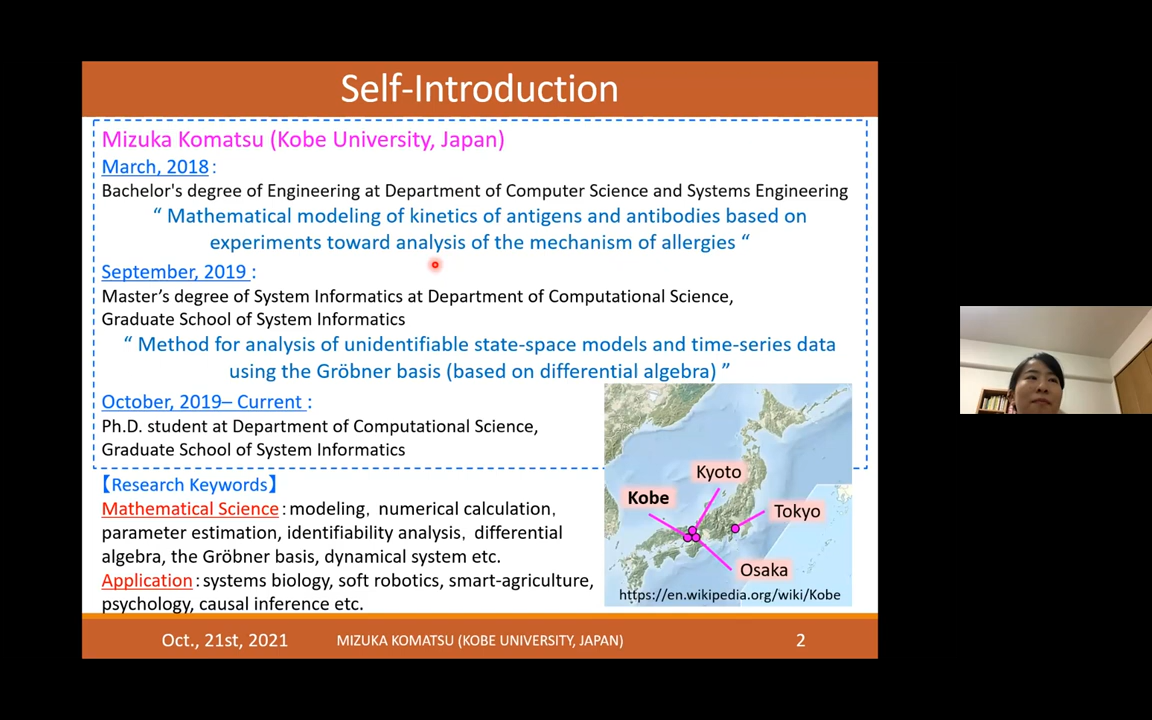 Self-Introduction
Mizuka Komatsu (Kobe University, Japan)
March, 2018 :
Bachelor's degree of Engineering at Department of Computer Science and Systems Engineering
“ Mathematical modeling of kinetics of antigens and antibodies based on
experiments toward analysis of the mechanism of allergies “
September, 2019 :
Master’s degree of System Informatics at Department of Computational Science,
Graduate School of System Informatics
“ Method for analysis of unidentifiable state-space models and time-series data
using the Gröbner basis (based on differential algebra) ”
October, 2019– Current :
Ph.D. student at Department of Computational Science,
Graduate School of System Informatics
【Research Keywords】
Mathematical Science : modeling, numerical calculation,
parameter estimation, identifiability analysis, differential
algebra, the Gröbner basis, dynamical system etc.
Application : systems biology, soft robotics, smart-agriculture,
psychology, causal inference etc.
Kyoto
Kobe
Tokyo
Osaka
https://en.wikipedia.org/wiki/Kobe
Oct., 21st, 2021
MIZUKA KOMATSU (KOBE UNIVERSITY, JAPAN)
2